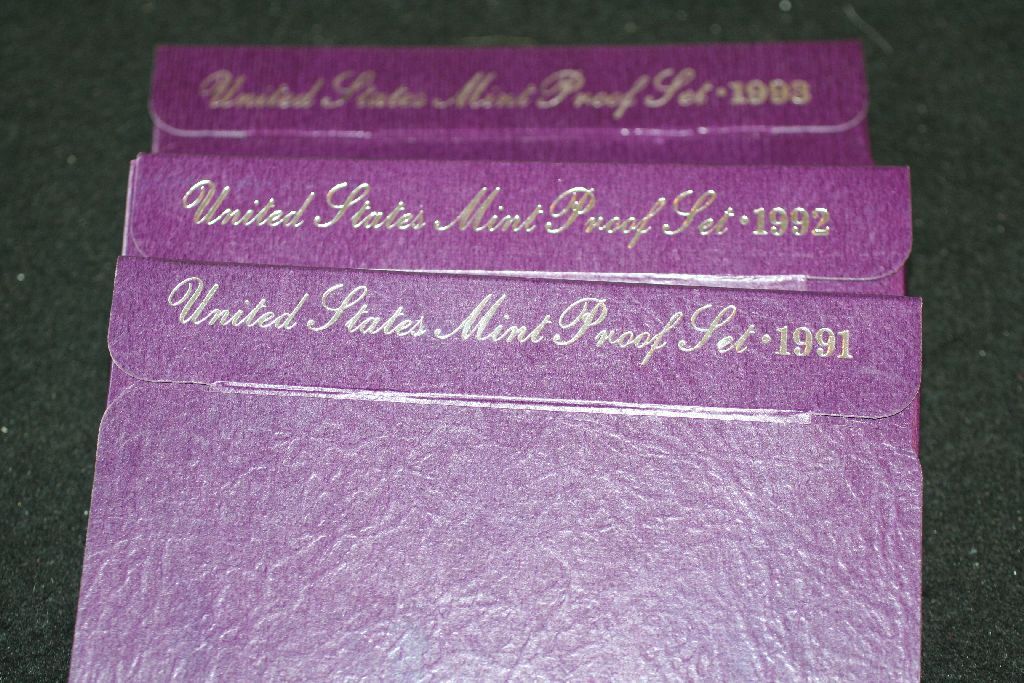 United States Mint Proof Set · 1993
United States Mint Proof Set · 1992
United States Mint Proof Set · 1991